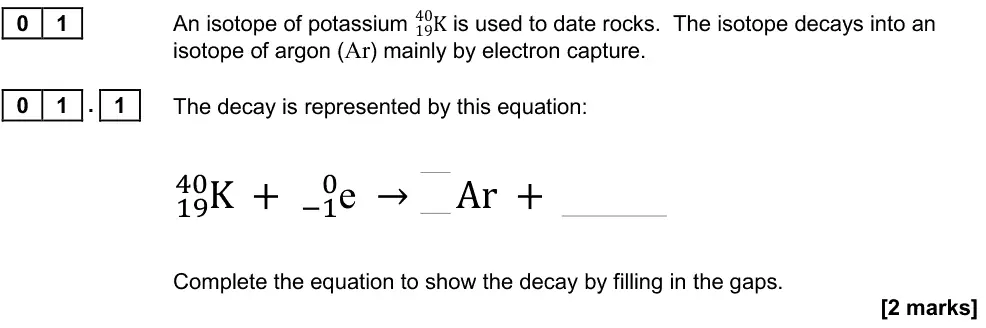 0 1 An isotope of potassium ⁴⁰₁₉K is used to date rocks. The isotope decays into an
isotope of argon (Ar) mainly by electron capture.
0 1 . 1 The decay is represented by this equation:
⁴⁰₁₉K + ⁰₋₁e → __ Ar + ______
Complete the equation to show the decay by filling in the gaps.
[2 marks]